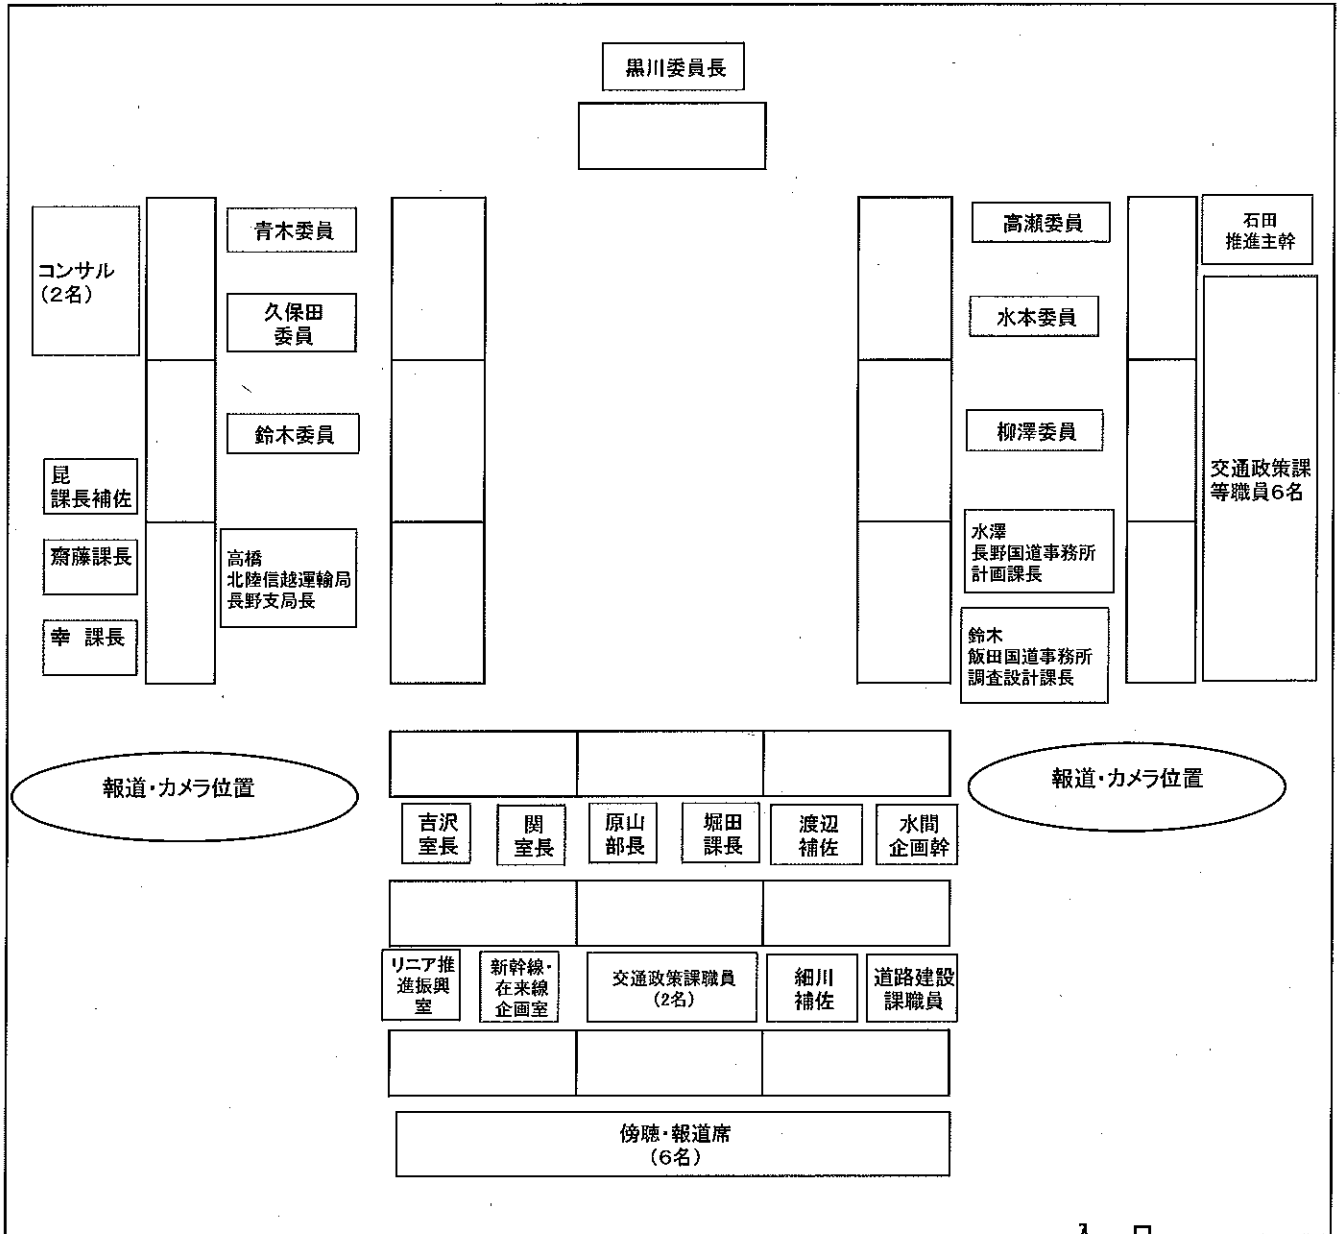 黒川委員長
コンサル
(2名)
青木委員
久保田
委員
鈴木委員
昆
課長補佐
齋藤課長
幸 課長
高橋
北陸信越運輸局
長野支局長
高瀬委員
水本委員
柳澤委員
水澤
長野国道事務所
計画課長
鈴木
飯田国道事務所
調査設計課長
石田
推進主幹
交通政策課
等職員6名
報道・カメラ位置
報道・カメラ位置
吉沢
室長
関
室長
原山
部長
堀田
課長
渡辺
補佐
水間
企画幹
リニア推
進振興
室
新幹線・
在来線
企画室
交通政策課職員
(2名)
細川
補佐
道路建設
課職員
傍聴・報道席
(6名)